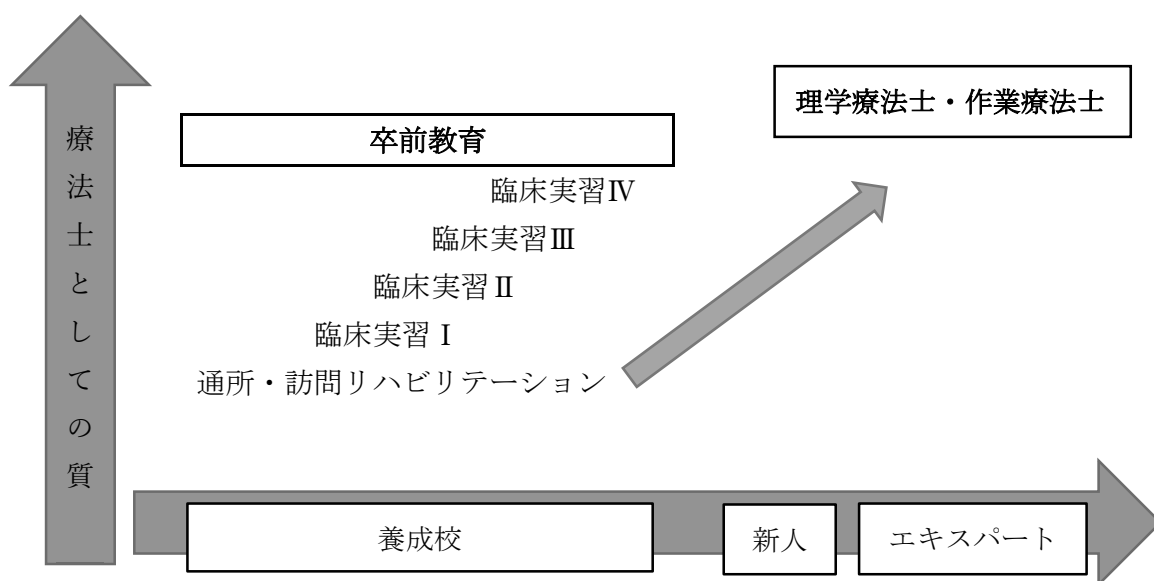 療法士としての質
理学療法士・作業療法士
卒前教育
臨床実習Ⅳ
臨床実習Ⅲ
臨床実習Ⅱ
臨床実習Ⅰ
通所・訪問リハビリテーション
養成校
新人
エキスパート